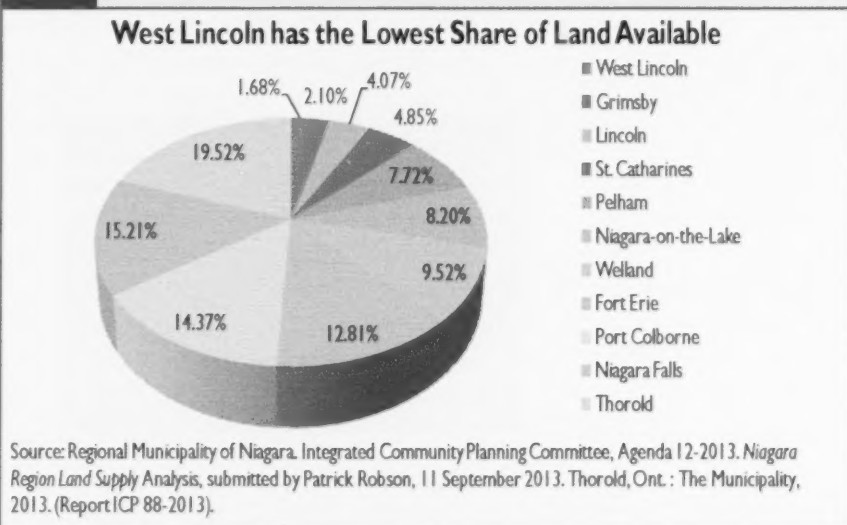 West Lincoln has the Lowest Share of Land Available
1.68%
2.10%
4.07%
4.85%
7.72%
8.20%
9.52%
12.81%
14.37%
15.21%
19.52%
West Lincoln
Grimsby
Lincoln
St. Catharines
Pelham
Niagara-on-the-Lake
Welland
Fort Erie
Port Colborne
Niagara Falls
Thorold
Source: Regional Municipality of Niagara. Integrated Community Planning Committee, Agenda 12-2013. Niagara
Region Land Supply Analysis, submitted by Patrick Robson, 11 September 2013. Thorold, Ont. : The Municipality,
2013. (Report ICP 88-2013).